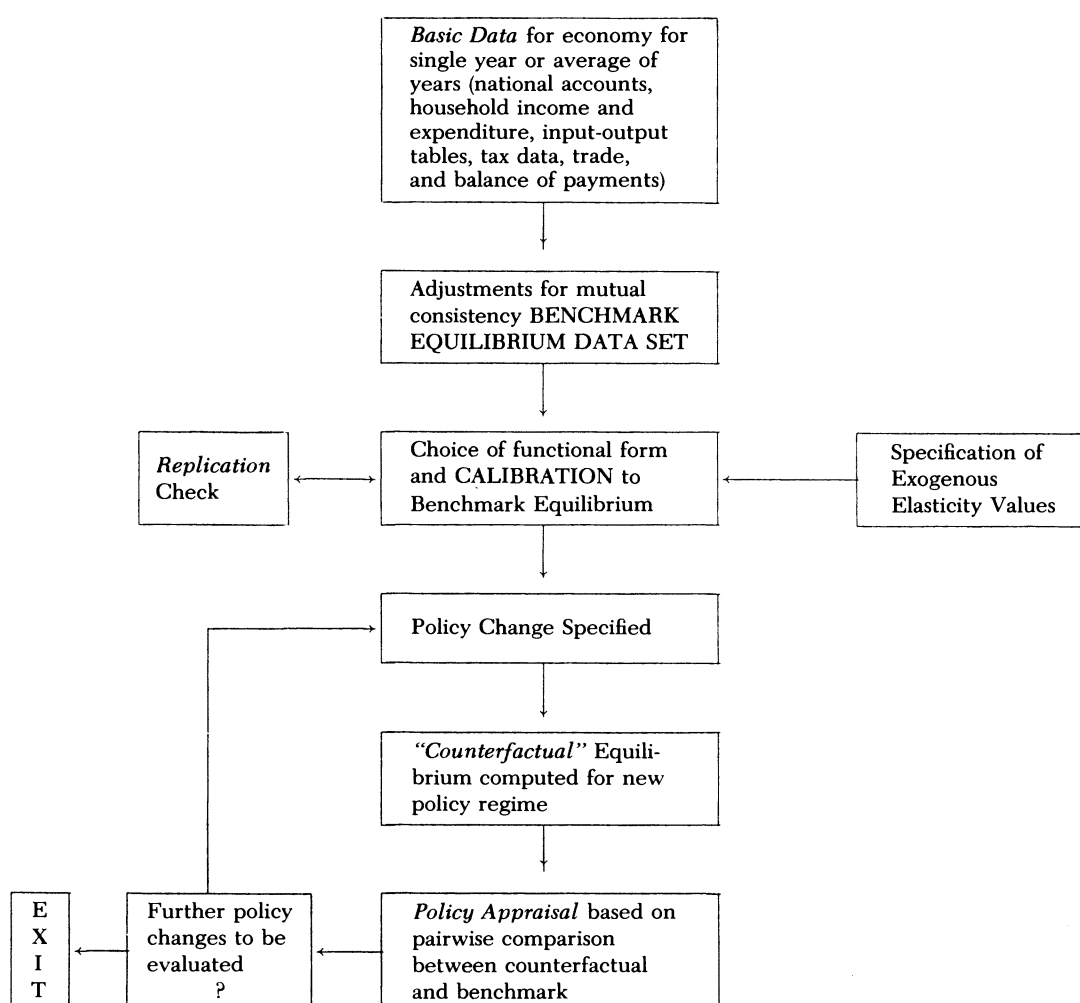 Basic Data for economy for
single year or average of
years (national accounts,
household income and
expenditure, input-output
tables, tax data, trade,
and balance of payments)
Adjustments for mutual
consistency BENCHMARK
EQUILIBRIUM DATA SET
Replication
Check
Choice of functional form
and CALIBRATION to
Benchmark Equilibrium
Specification of
Exogenous
Elasticity Values
Policy Change Specified
"Counterfactual" Equili-
brium computed for new
policy regime
Policy Appraisal based on
pairwise comparison
between counterfactual
and benchmark
Further policy
changes to be
evaluated
?
E
X
I
T